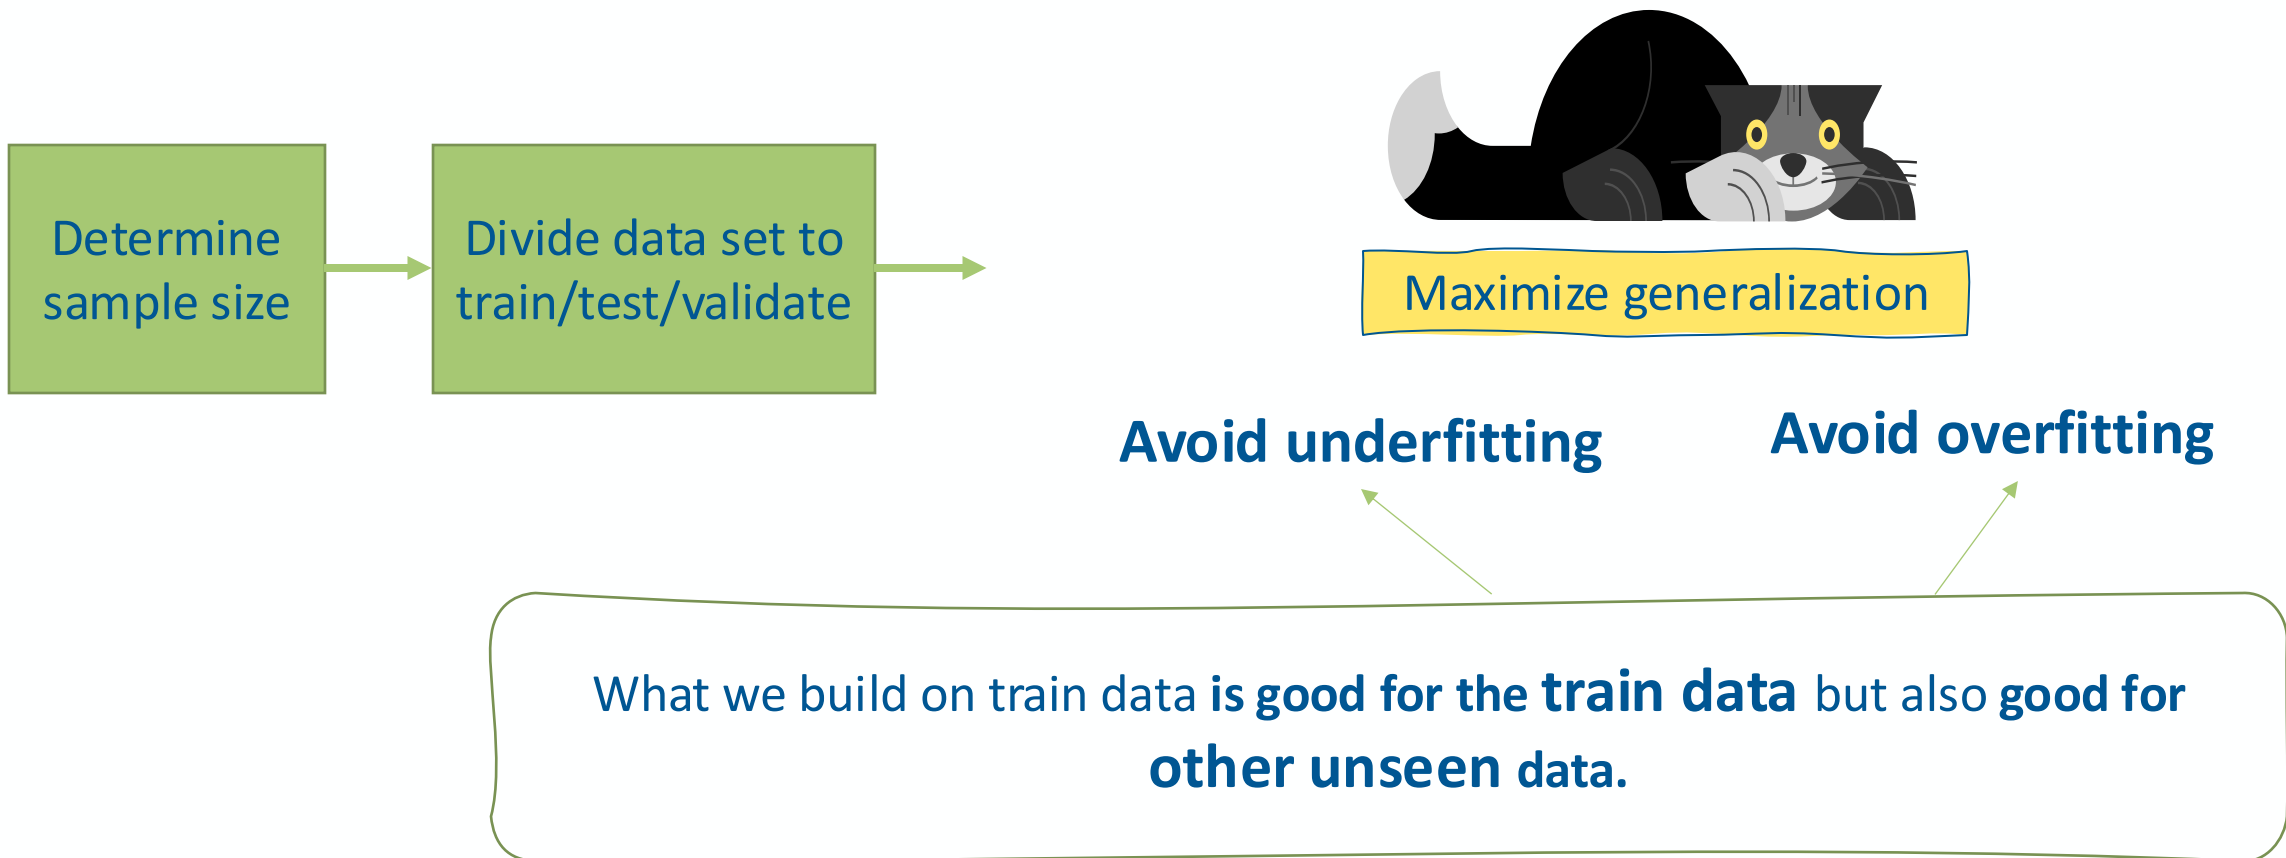 Determine
sample size
Divide data set to
train/test/validate
Maximize generalization
Avoid underfitting
Avoid overfitting
What we build on train data is good for the train data but also good for
other unseen data.